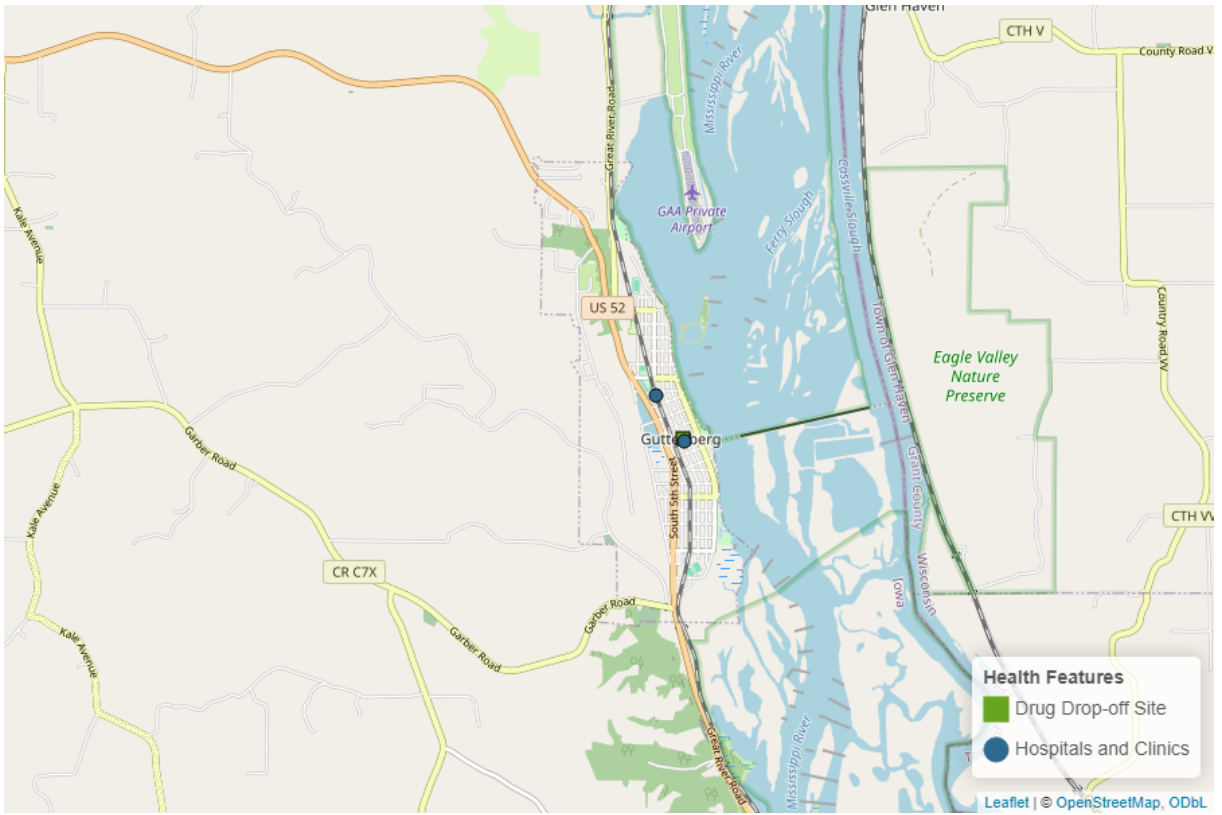 Glen Haven
CTH V
County Road V
Great River Road
Mississippi River
Cassville Slough
GAA Private
Airport
Ferry Slough
Kale Avenue
US 52
Town of Glen Haven
Country Road VV
Eagle Valley
Nature
Preserve
Garber Road
South 5th Street
Grant County
Kale Avenue
CTH VV
CR C7X
Wisconsin
Iowa
Garber Road
Garber Road
Kale Avenue
Great River Road
Mississippi River
Health Features
Drug Drop-off Site
Hospitals and Clinics
Leaflet | © OpenStreetMap, ODbL